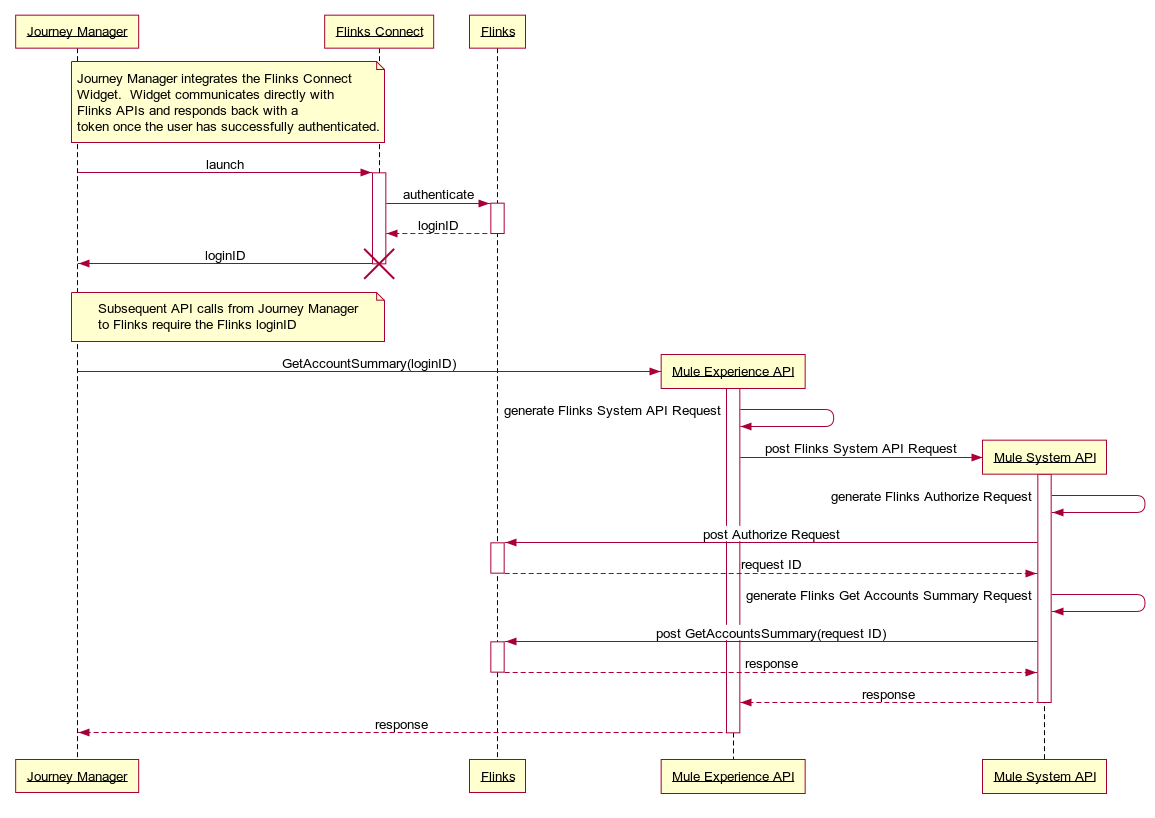 Journey Manager
Flinks Connect
Flinks
Journey Manager integrates the Flinks Connect
Widget.  Widget communicates directly with
Flinks APIs and responds back with a
token once the user has successfully authenticated.
launch
authenticate
loginID
loginID
Subsequent API calls from Journey Manager
to Flinks require the Flinks loginID
GetAccountSummary(loginID)
Mule Experience API
generate Flinks System API Request
post Flinks System API Request
Mule System API
generate Flinks Authorize Request
post Authorize Request
request ID
generate Flinks Get Accounts Summary Request
post GetAccountsSummary(request ID)
response
response
response
Journey Manager
Flinks
Mule Experience API
Mule System API